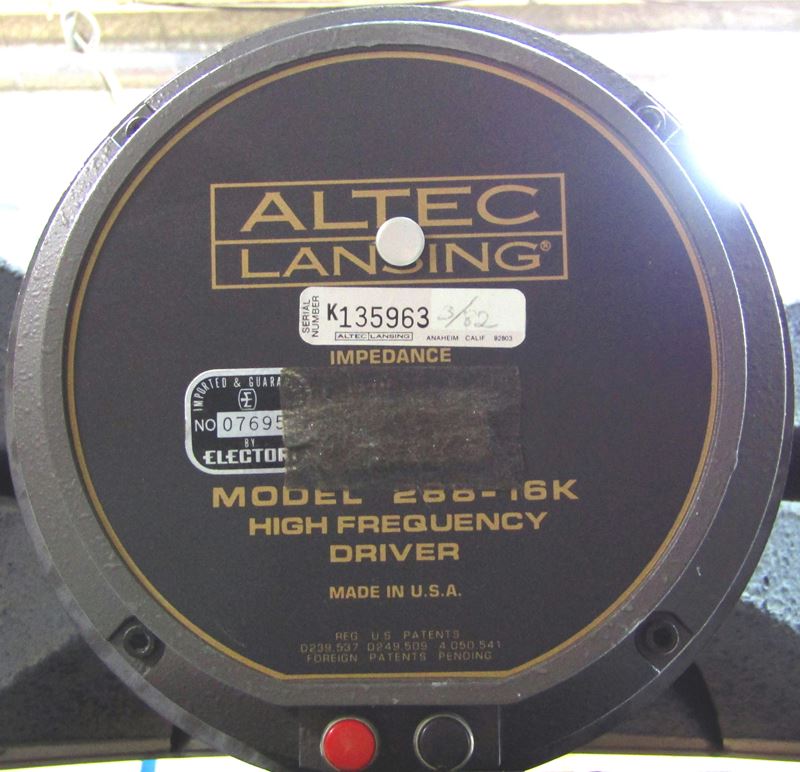 ALTEC
LANSING®
SERIAL
NUMBER
K135963 3/82
ALTEC LANSING ANAHEIM CALIF. 92803
IMPEDANCE
IMPORTED & GUARA
E
NO 07695
BY
ELECTOR
MODEL 288-16K
HIGH FREQUENCY
DRIVER
MADE IN U.S.A.
REG U.S PATENTS
D239,537 D249,509 4,050,541
FOREIGN PATENTS PENDING